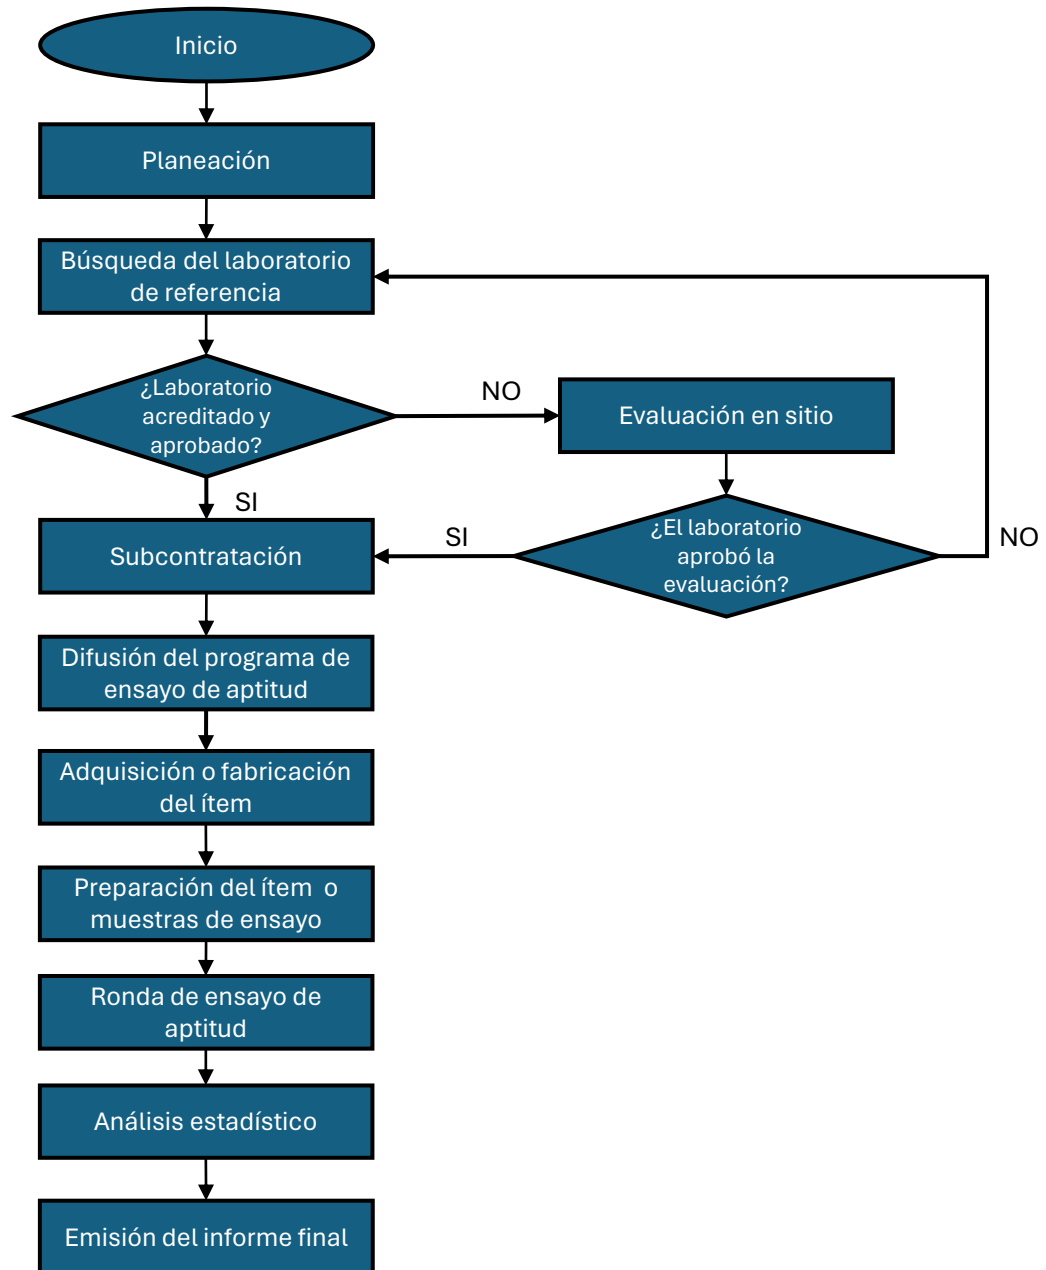 Inicio
Planeación
Búsqueda del laboratorio
de referencia
¿Laboratorio
acreditado y
aprobado?
NO
Evaluación en sitio
SI
Subcontratación
SI
¿El laboratorio
aprobó la
evaluación?
NO
Difusión del programa de
ensayo de aptitud
Adquisición o fabricación
del ítem
Preparación del ítem o
muestras de ensayo
Ronda de ensayo de
aptitud
Análisis estadístico
Emisión del informe final